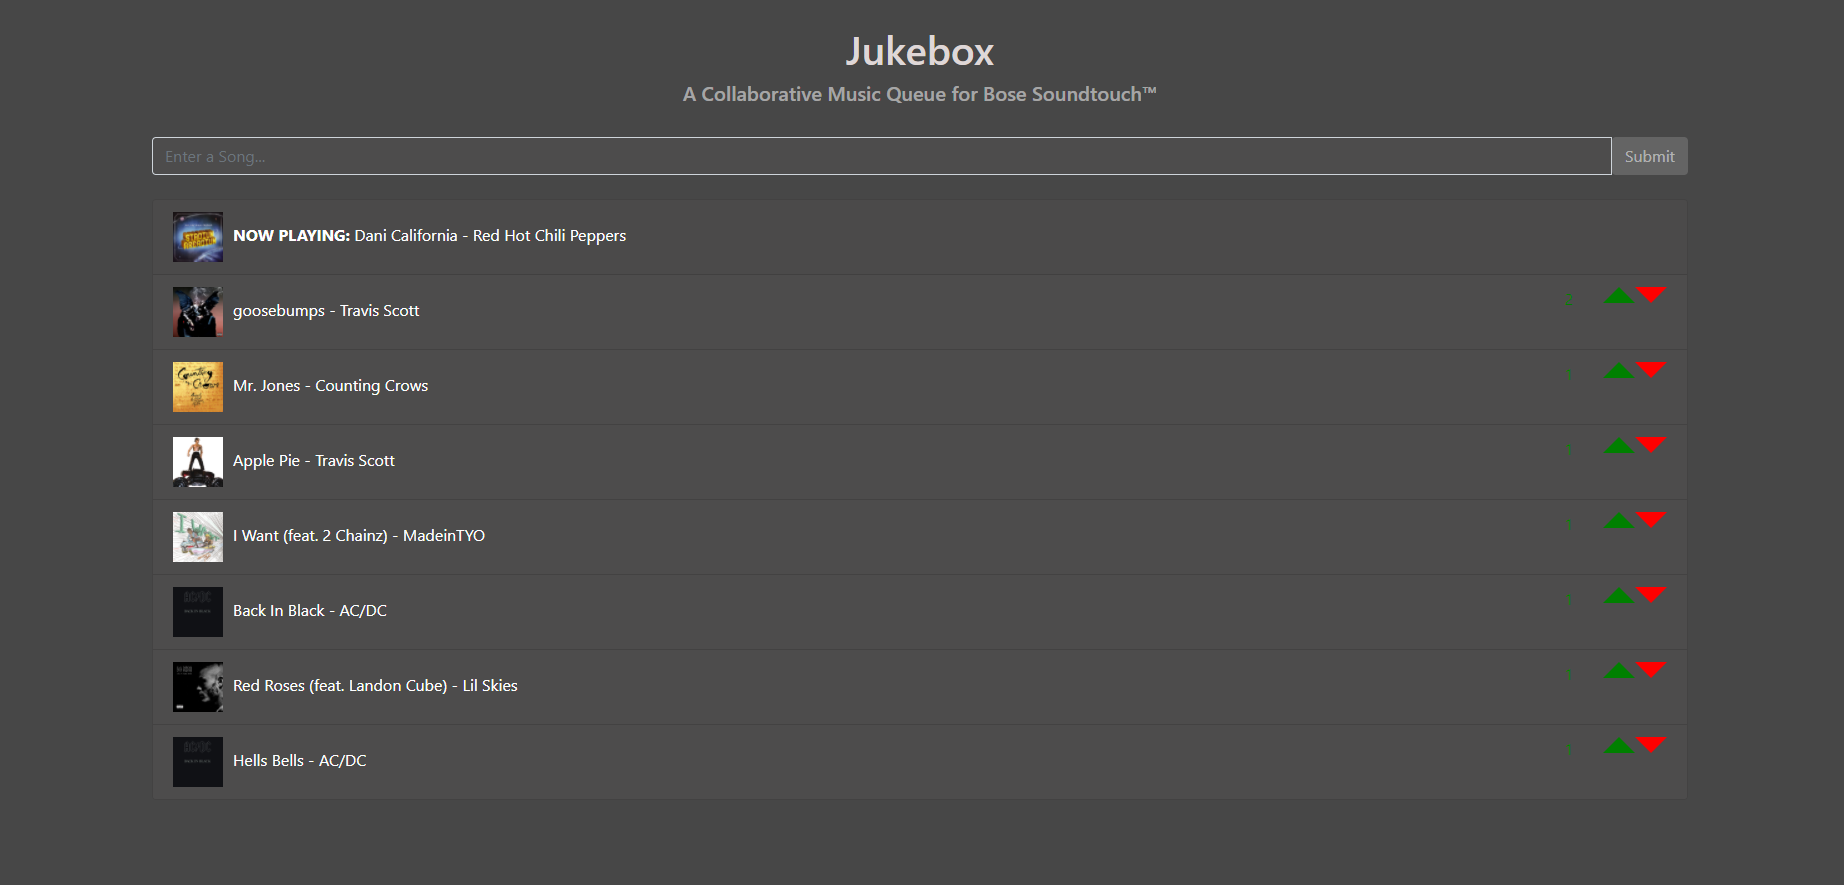 Jukebox
A Collaborative Music Queue for Bose Soundtouch™
Enter a Song...
Submit
NOW PLAYING: Dani California - Red Hot Chili Peppers
goosebumps - Travis Scott
2
Mr. Jones - Counting Crows
1
Apple Pie - Travis Scott
1
I Want (feat. 2 Chainz) - MadeinTYO
1
Back In Black - AC/DC
1
Red Roses (feat. Landon Cube) - Lil Skies
1
Hells Bells - AC/DC
1